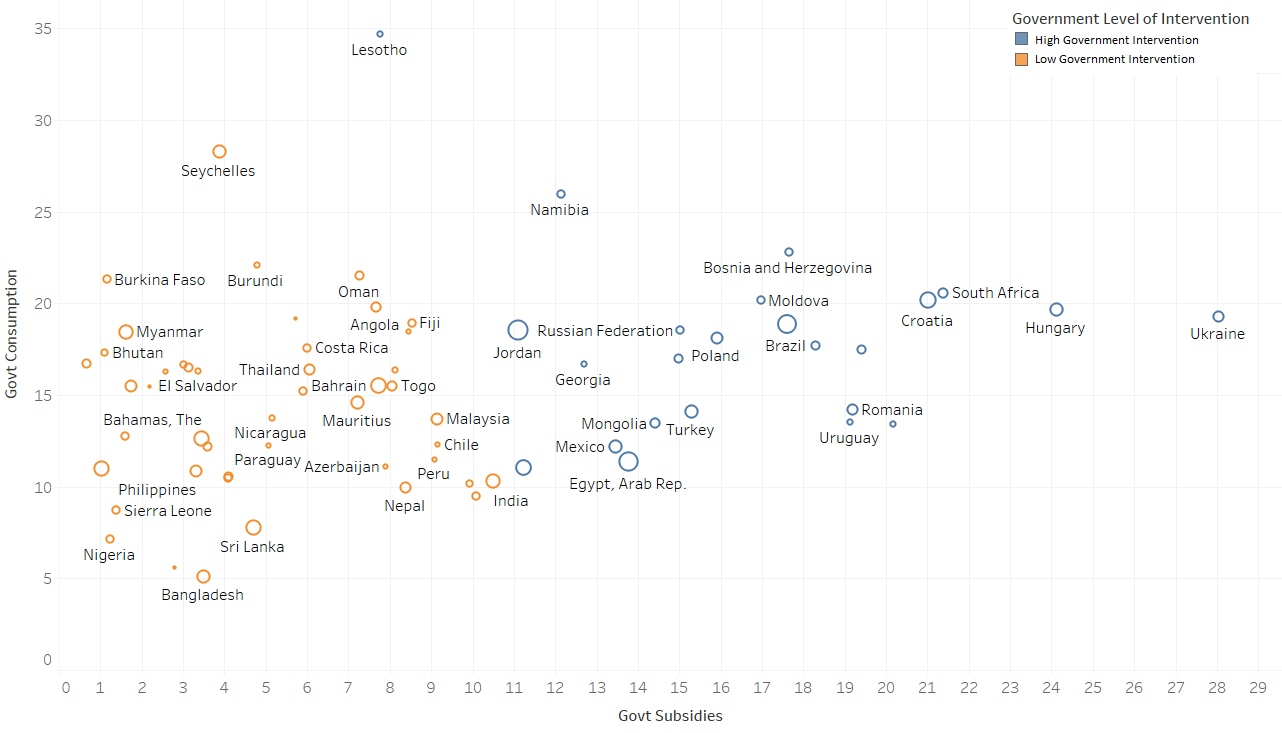 Government Level of Intervention
High Government Intervention
Low Government Intervention
35
Lesotho
30
Seychelles
25
Namibia
Bosnia and Herzegovina
Burkina Faso
Burundi
Oman
20
Moldova
South Africa
Angola
Fiji
Croatia
Hungary
Ukraine
Myanmar
Russian Federation
Jordan
Brazil
Poland
Bhutan
Costa Rica
Thailand
Georgia
El Salvador
Bahrain
Togo
15
Mauritius
Romania
Bahamas, The
Nicaragua
Malaysia
Mongolia
Turkey
Uruguay
Chile
Mexico
Paraguay
Azerbaijan
Peru
Egypt, Arab Rep.
Philippines
10
Nepal
India
Sierra Leone
Sri Lanka
Nigeria
5
Bangladesh
0
0 1 2 3 4 5 6 7 8 9 10 11 12 13 14 15 16 17 18 19 20 21 22 23 24 25 26 27 28 29
Govt Subsidies
Govt Consumption